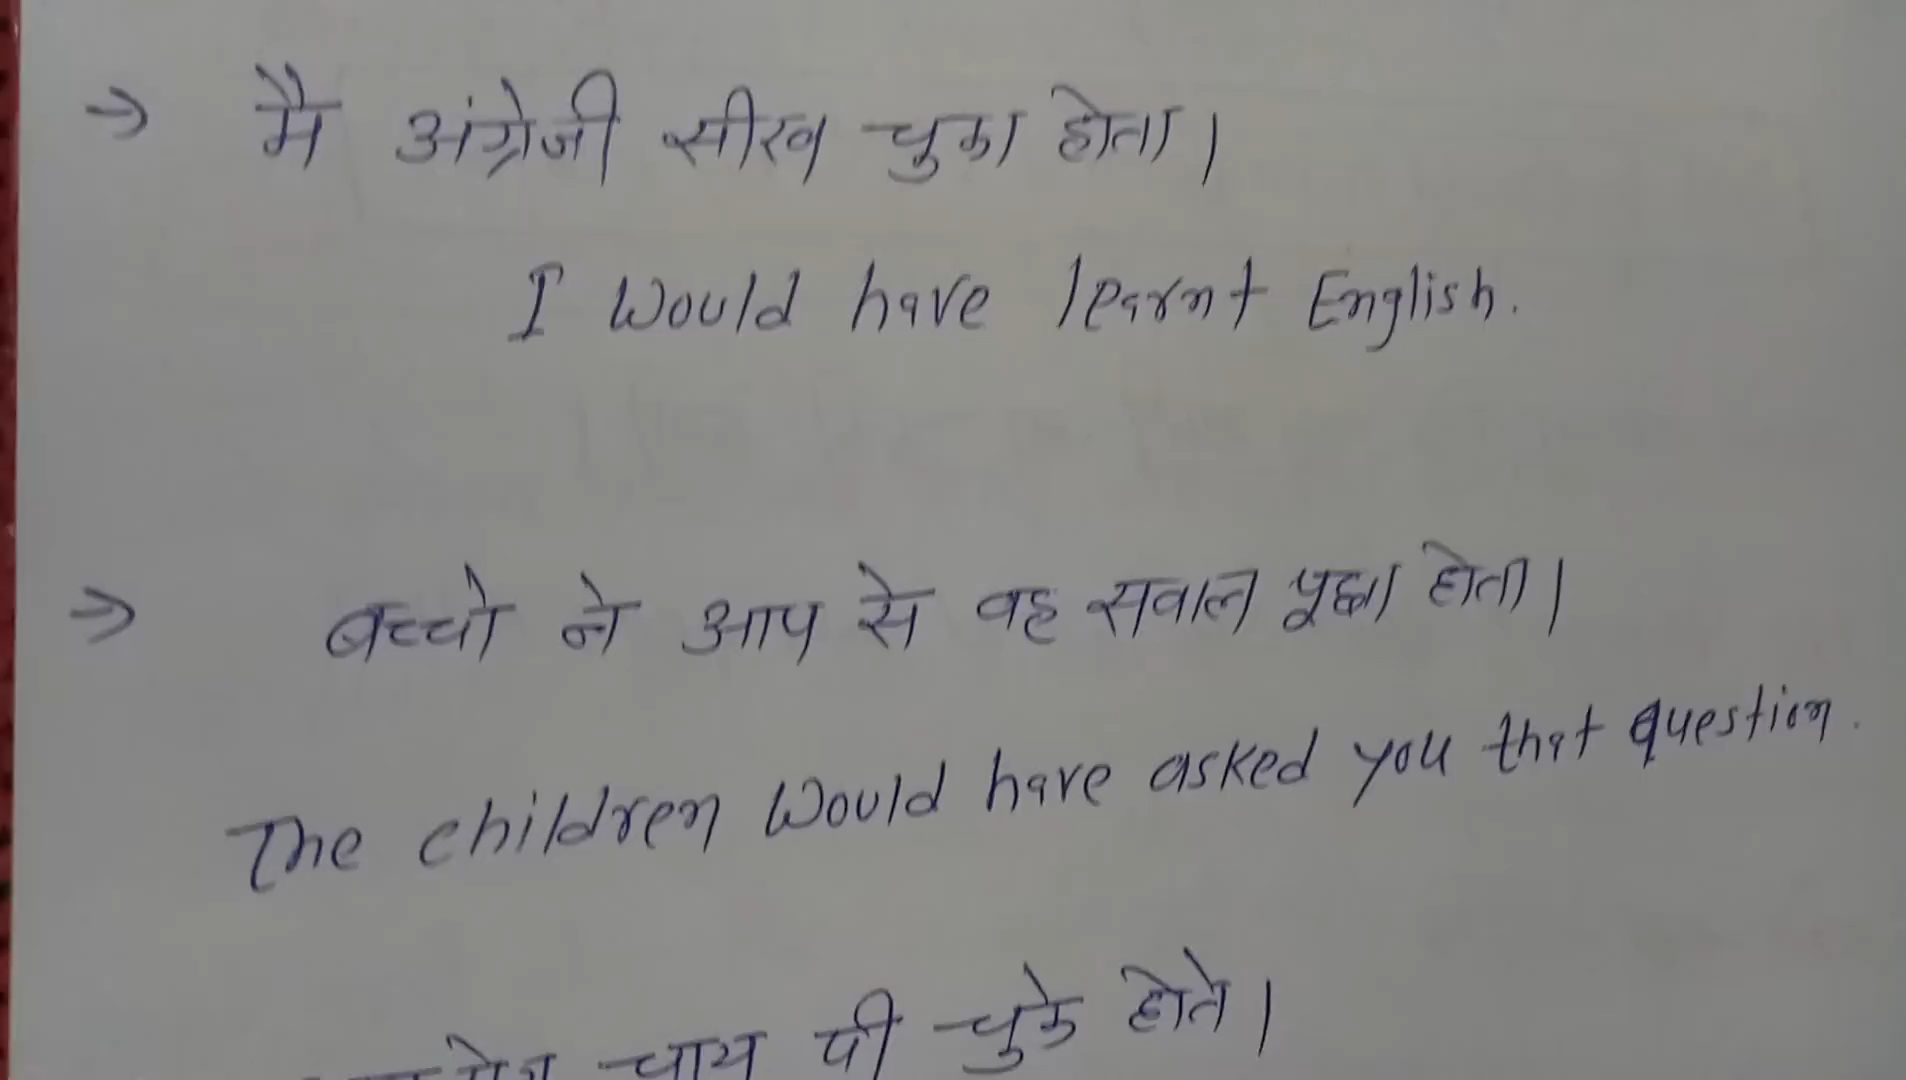 → मै अंग्रेजी सीख चुका होता।
I would have learnt English.
→ बच्चो ने आप से वह सवाल पूछा होता।
The children would have asked you that question.
चाय पी चुके होते।